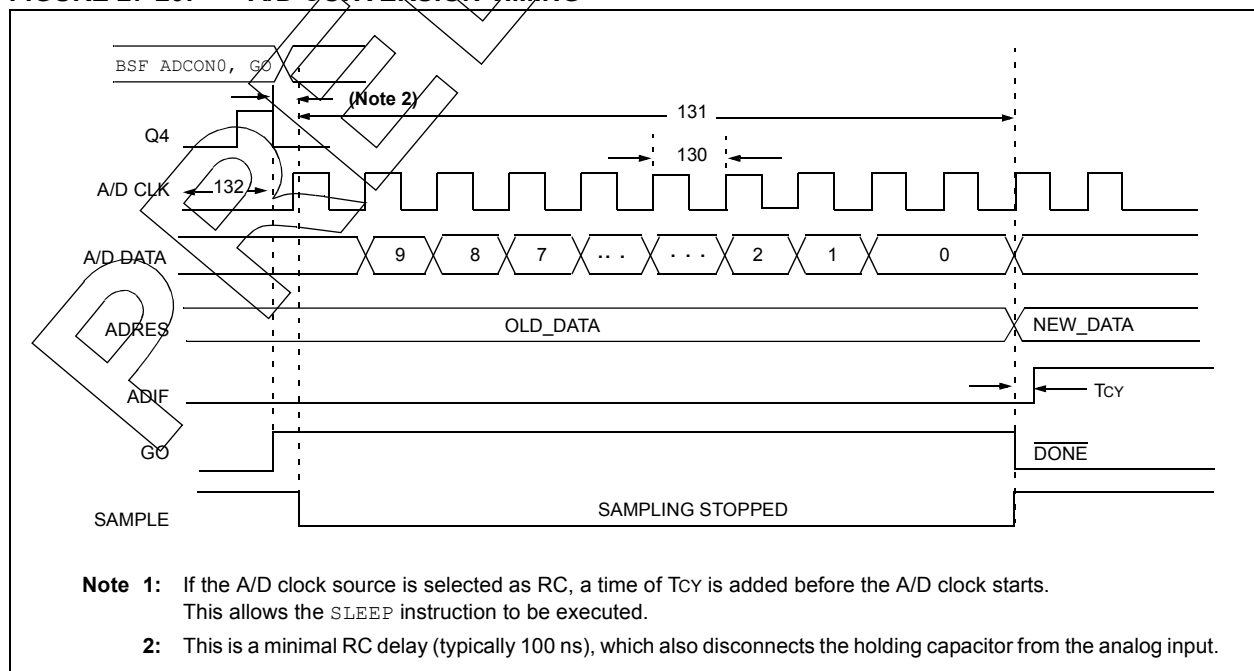 BSF ADCON0, GO
(Note 2)
131
Q4
130
A/D CLK
132
A/D DATA
9 8 7 .. . . . . 2 1 0
ADRES
OLD_DATA
NEW_DATA
ADIF
TCY
GO
DONE
SAMPLE
SAMPLING STOPPED
Note 1: If the A/D clock source is selected as RC, a time of TCY is added before the A/D clock starts.
This allows the SLEEP instruction to be executed.
2: This is a minimal RC delay (typically 100 ns), which also disconnects the holding capacitor from the analog input.